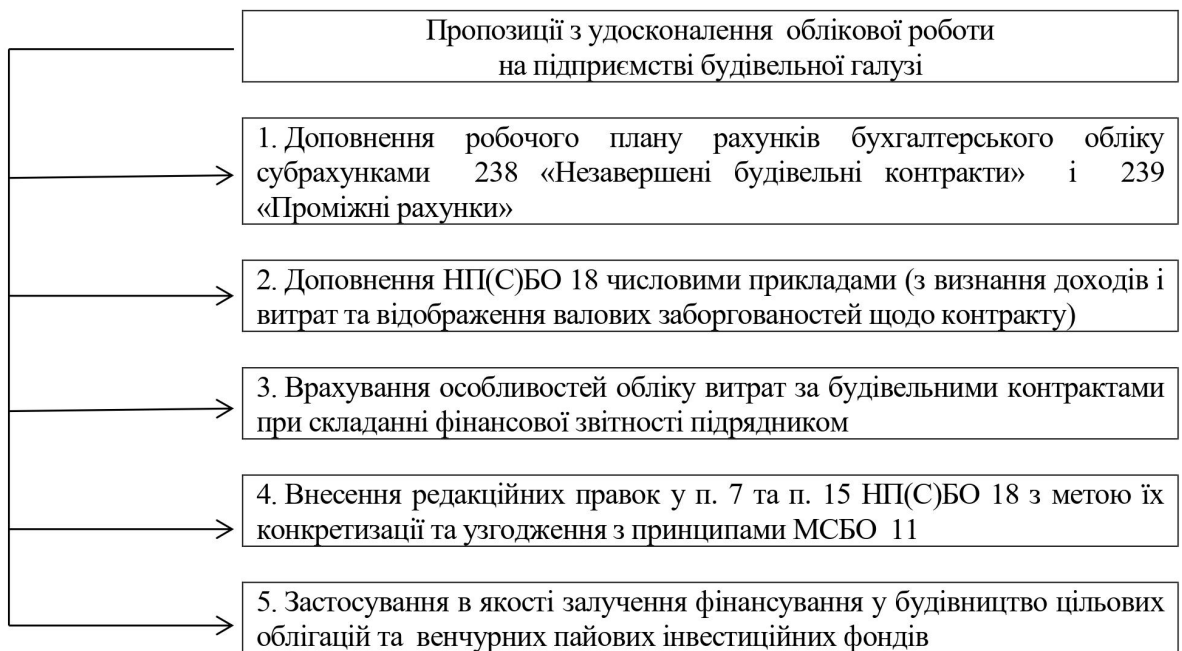 Пропозиції з удосконалення облікової роботи
на підприємстві будівельної галузі
1. Доповнення робочого плану рахунків бухгалтерського обліку
субрахунками 238 «Незавершені будівельні контракти» і 239
«Проміжні рахунки»
2. Доповнення НП(С)БО 18 числовими прикладами (з визнання доходів і
витрат та відображення валових заборгованостей щодо контракту)
3. Врахування особливостей обліку витрат за будівельними контрактами
при складанні фінансової звітності підрядником
4. Внесення редакційних правок у п. 7 та п. 15 НП(С)БО 18 з метою їх
конкретизації та узгодження з принципами МСБО 11
5. Застосування в якості залучення фінансування у будівництво цільових
облігацій та венчурних пайових інвестиційних фондів